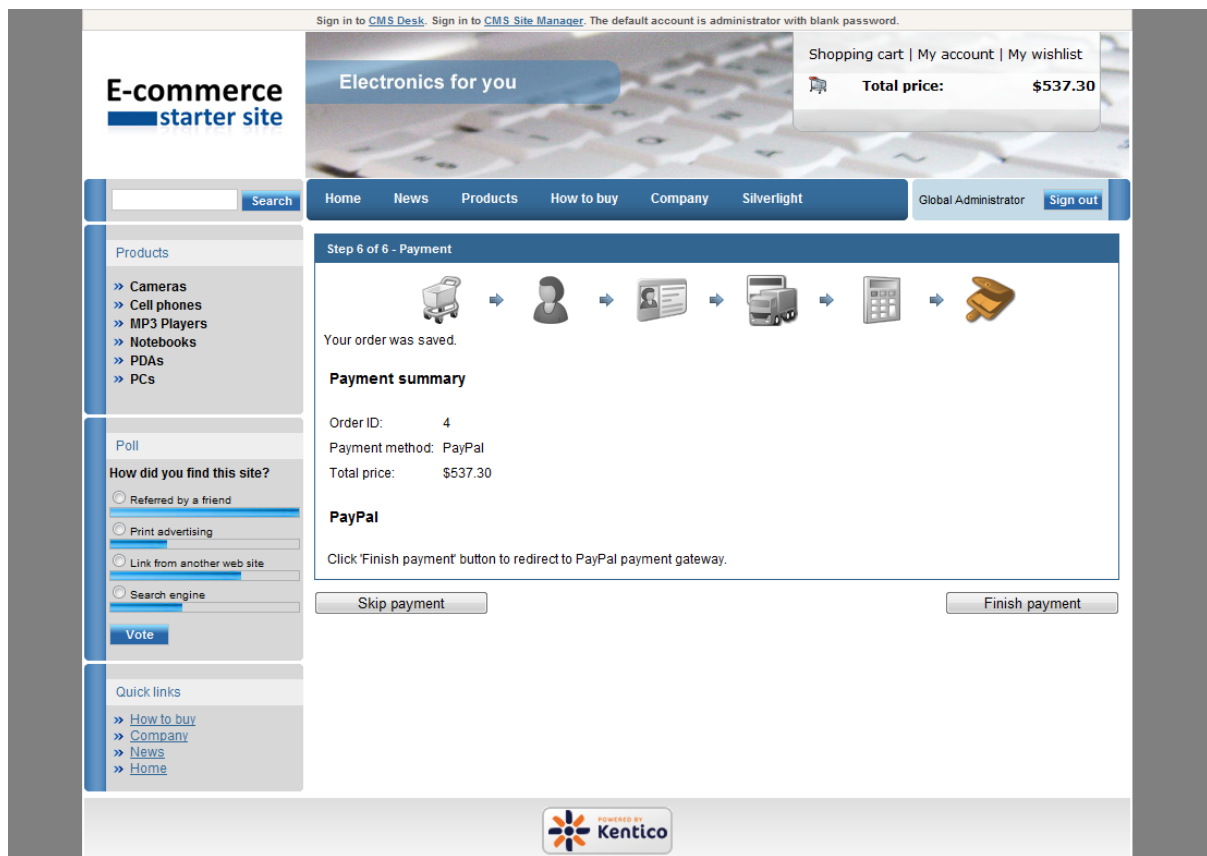 Sign in to CMS Desk. Sign in to CMS Site Manager. The default account is administrator with blank password.
E-commerce
starter site
Electronics for you
Shopping cart | My account | My wishlist
Total price: $537.30
Search
Home News Products How to buy Company Silverlight
Global Administrator Sign out
Products
» Cameras
» Cell phones
» MP3 Players
» Notebooks
» PDAs
» PCs
Poll
How did you find this site?
Referred by a friend
Print advertising
Link from another web site
Search engine
Vote
Quick links
» How to buy
» Company
» News
» Home
Step 6 of 6 - Payment
Your order was saved.
Payment summary
Order ID: 4
Payment method: PayPal
Total price: $537.30
PayPal
Click 'Finish payment' button to redirect to PayPal payment gateway.
Skip payment Finish payment
POWERED BY
Kentico